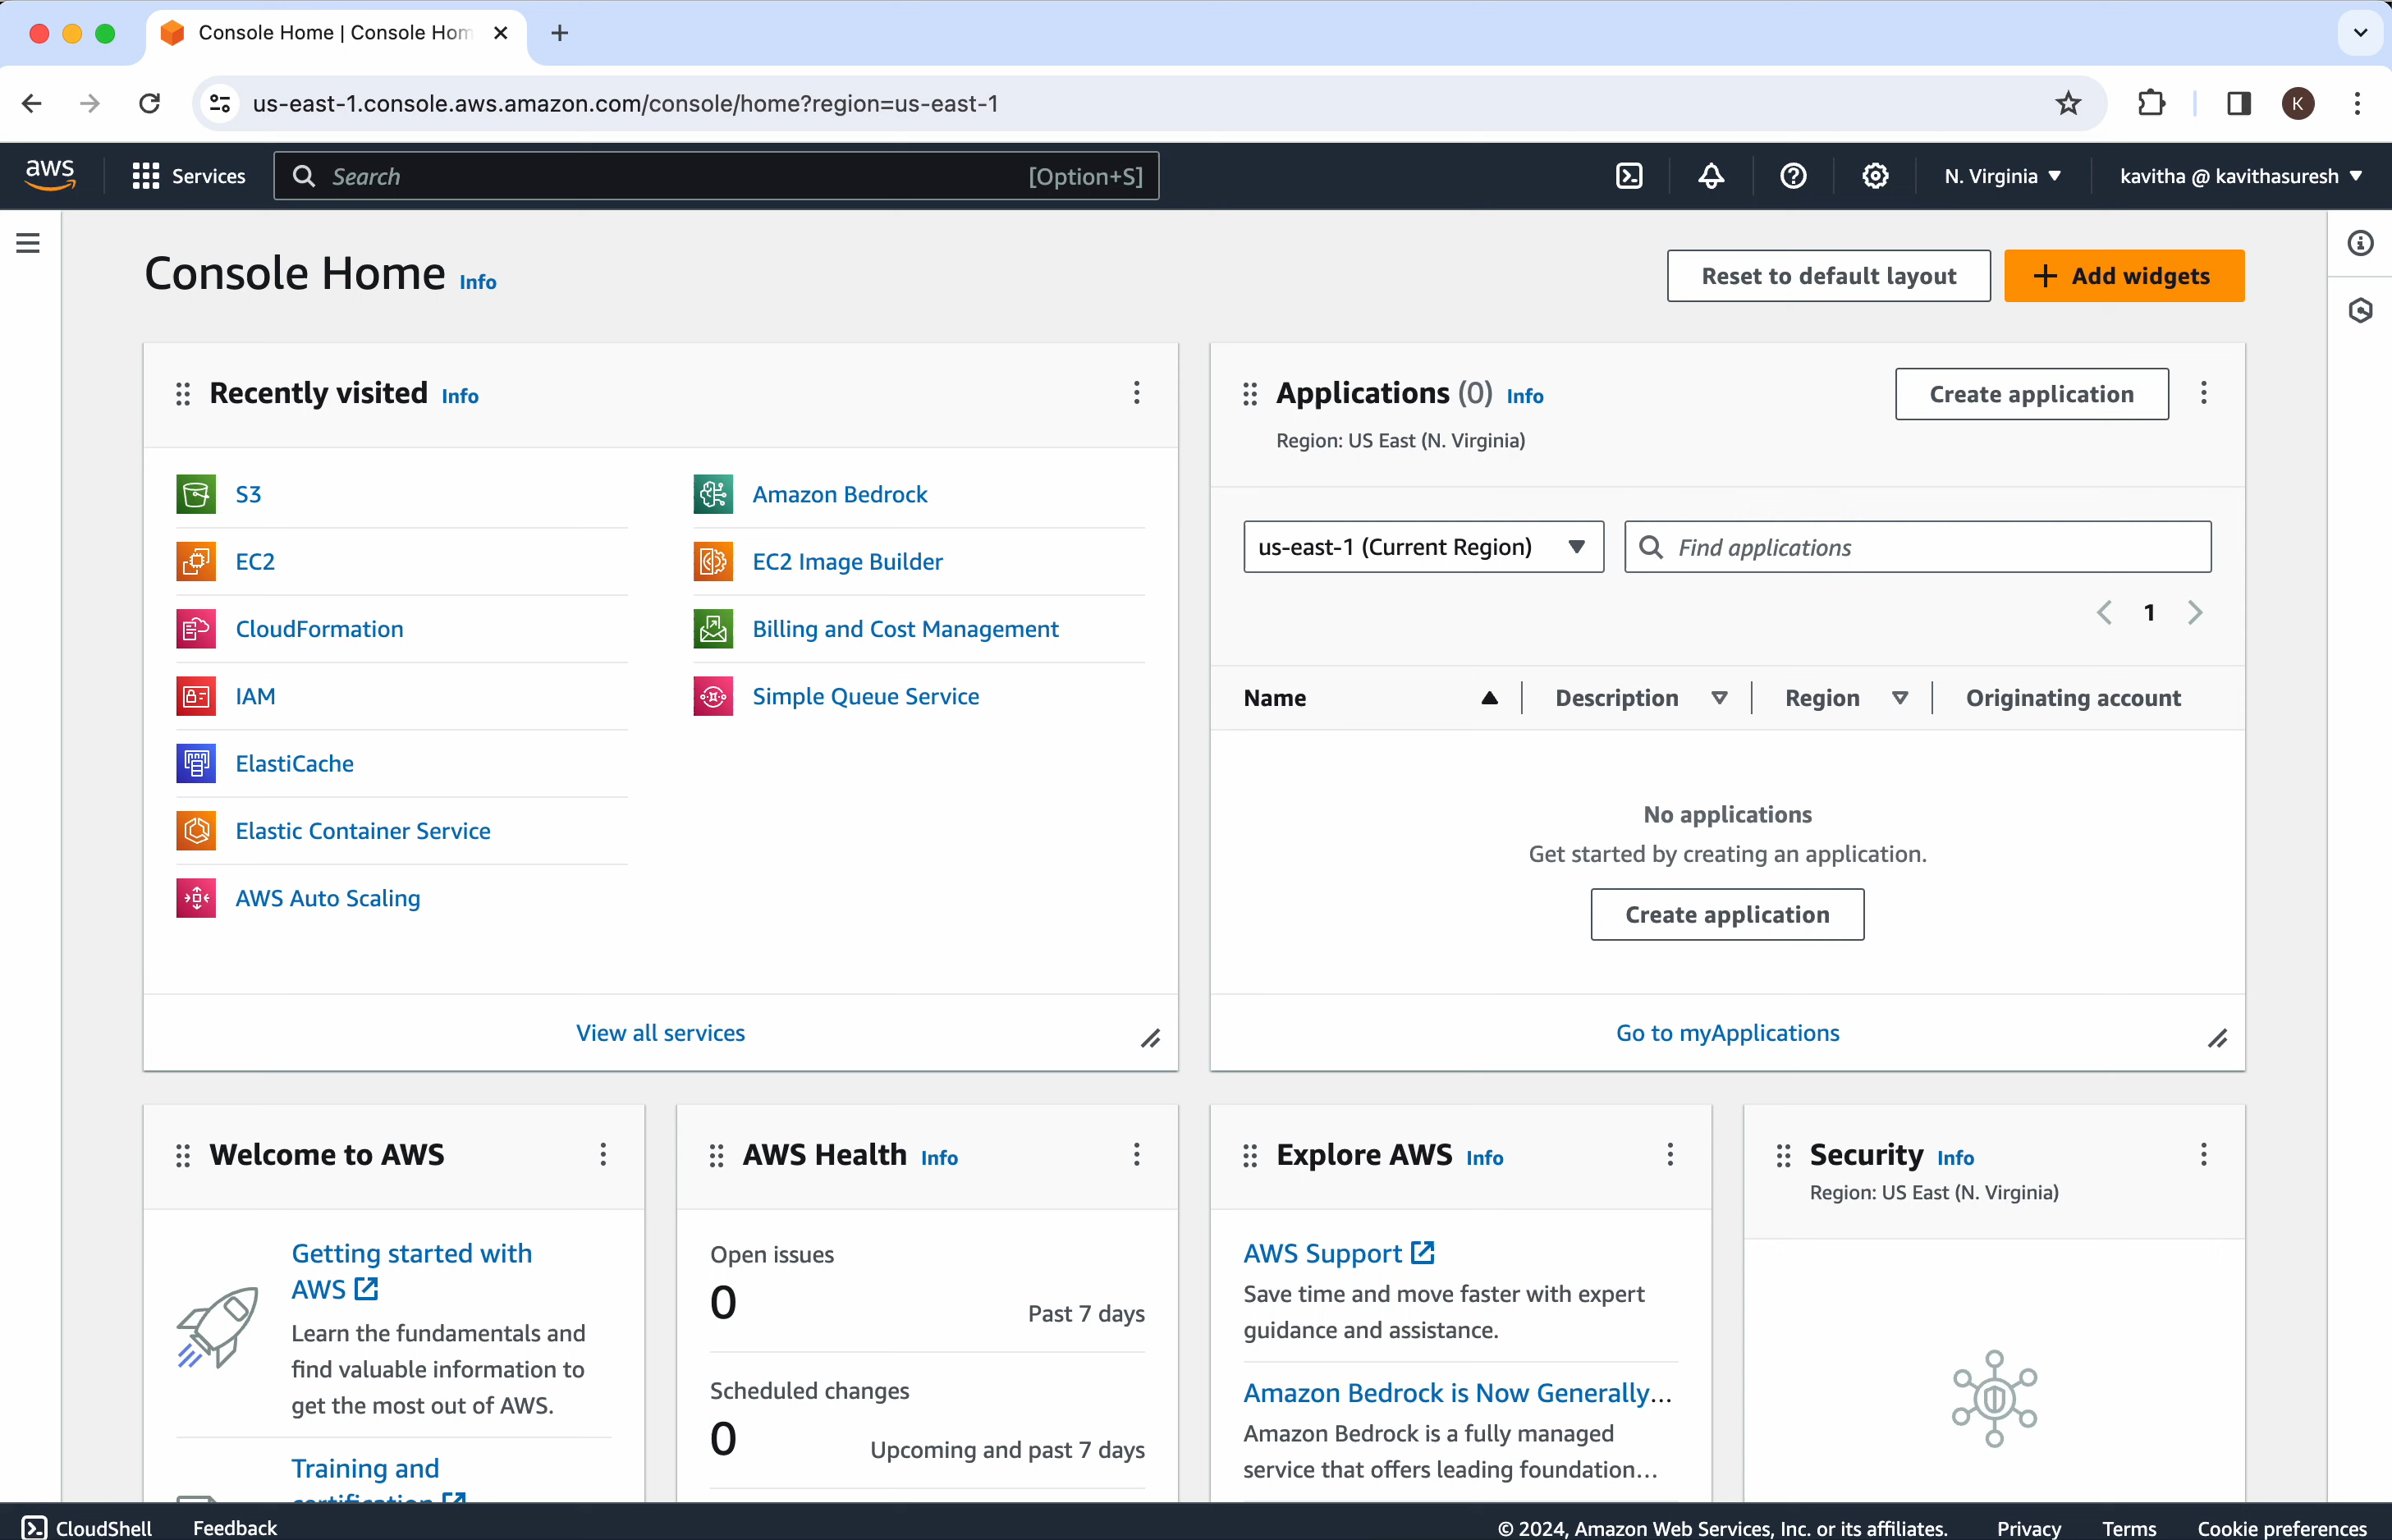 Console Home | Console Hom
us-east-1.console.aws.amazon.com/console/home?region=us-east-1
K
aws
Services
Search
[Option+S]
N. Virginia
kavitha @ kavithasuresh
Console Home Info
Reset to default layout
Add widgets
Recently visited Info
S3
EC2
CloudFormation
IAM
ElastiCache
Elastic Container Service
AWS Auto Scaling
Amazon Bedrock
EC2 Image Builder
Billing and Cost Management
Simple Queue Service
View all services
Applications (0) Info
Region: US East (N. Virginia)
Create application
us-east-1 (Current Region)
Find applications
1
Name
Description
Region
Originating account
No applications
Get started by creating an application.
Create application
Go to myApplications
Welcome to AWS
Getting started with
AWS
Learn the fundamentals and
find valuable information to
get the most out of AWS.
Training and
certification
AWS Health Info
Open issues
0
Past 7 days
Scheduled changes
0
Upcoming and past 7 days
Explore AWS Info
AWS Support
Save time and move faster with expert
guidance and assistance.
Amazon Bedrock is Now Generally...
Amazon Bedrock is a fully managed
service that offers leading foundation...
Security Info
Region: US East (N. Virginia)
CloudShell
Feedback
© 2024, Amazon Web Services, Inc. or its affiliates.
Privacy
Terms
Cookie preferences